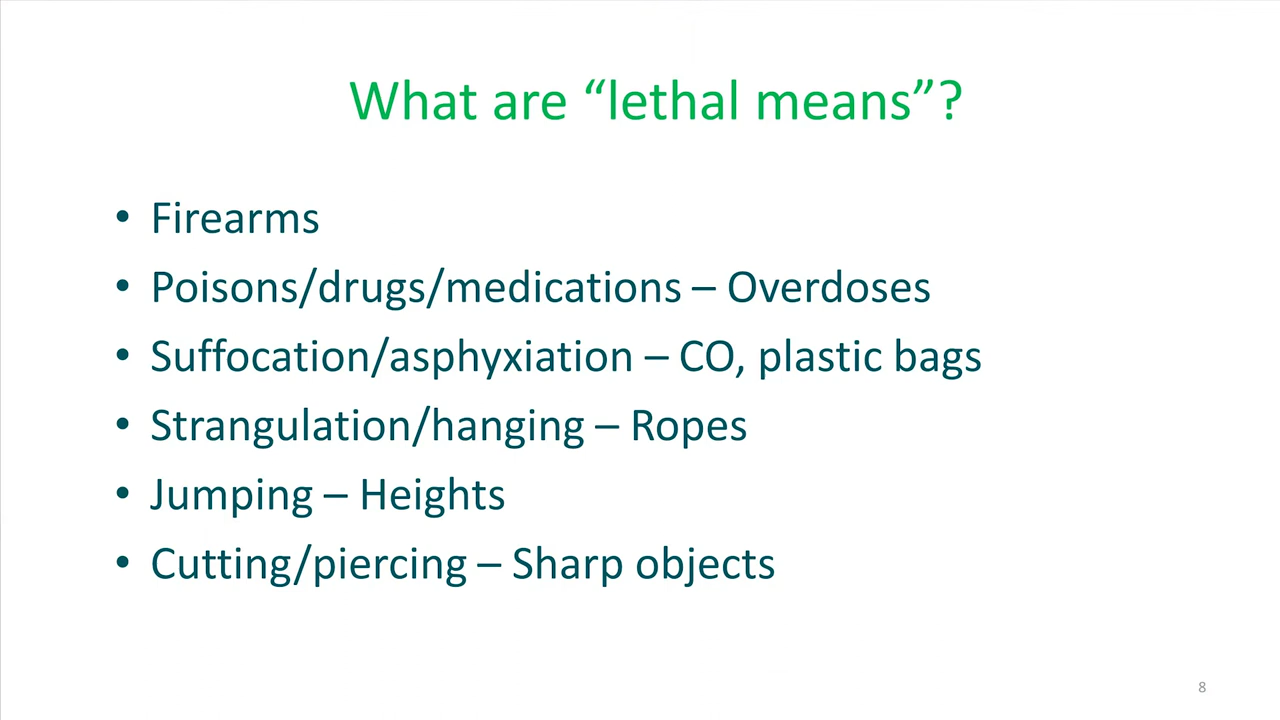 What are “lethal means”?
• Firearms
• Poisons/drugs/medications – Overdoses
• Suffocation/asphyxiation – CO, plastic bags
• Strangulation/hanging – Ropes
• Jumping – Heights
• Cutting/piercing – Sharp objects
8